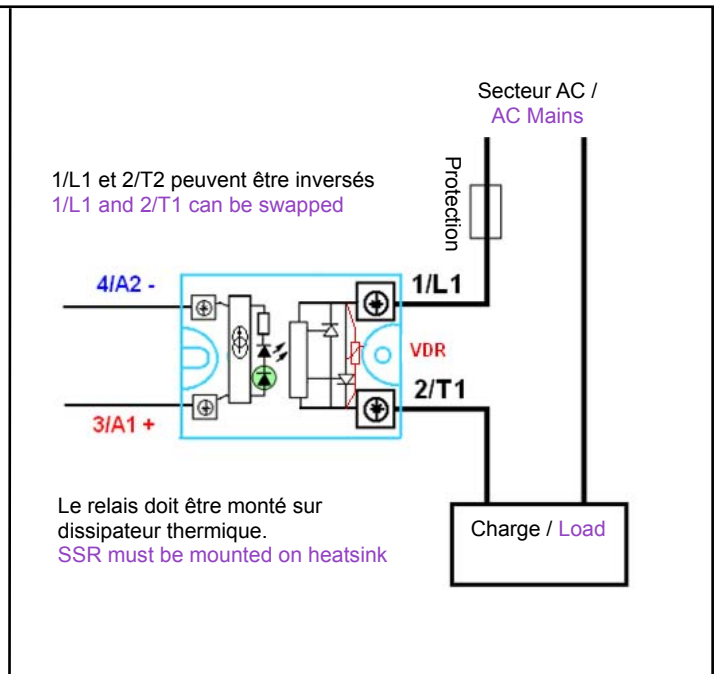 Secteur AC /
AC Mains
Protection
1/L1 et 2/T2 peuvent être inversés
1/L1 and 2/T1 can be swapped
4/A2 -
1/L1
VDR
2/T1
3/A1 +
Le relais doit être monté sur
dissipateur thermique.
SSR must be mounted on heatsink
Charge / Load